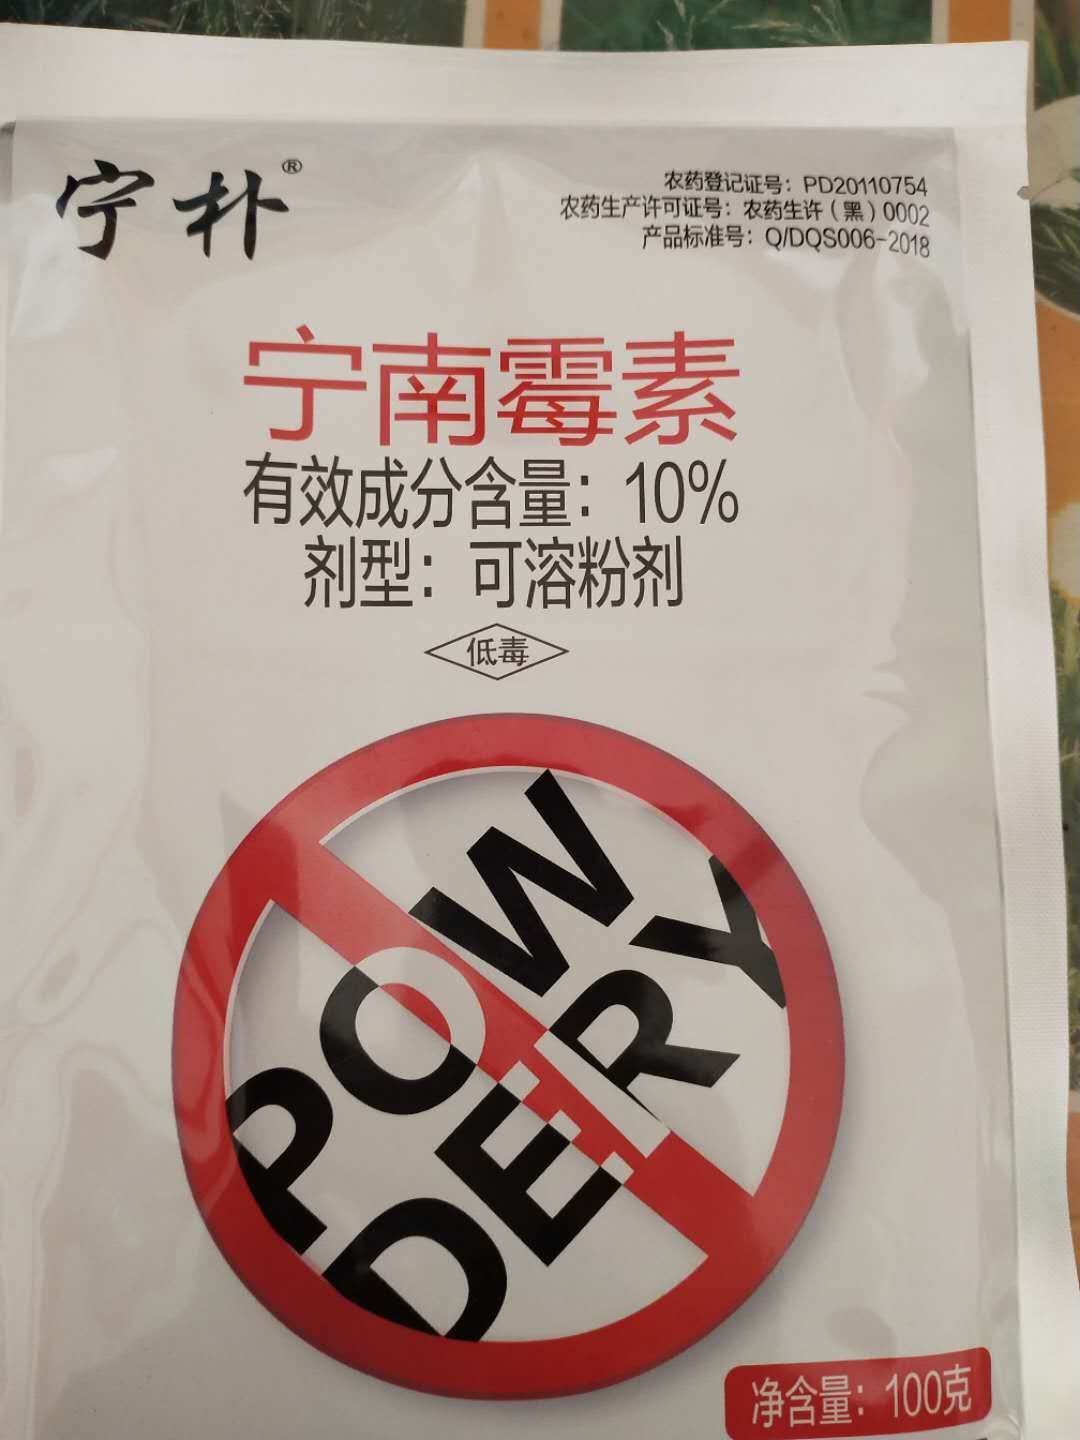 宁朴®
农药登记证号：PD20110754
农药生产许可证号：农药生许（黑）0002
产品标准号：Q/DQS006-2018
宁南霉素
有效成分含量：10%
剂型：可溶粉剂
低毒
POW
DERY
净含量：100克